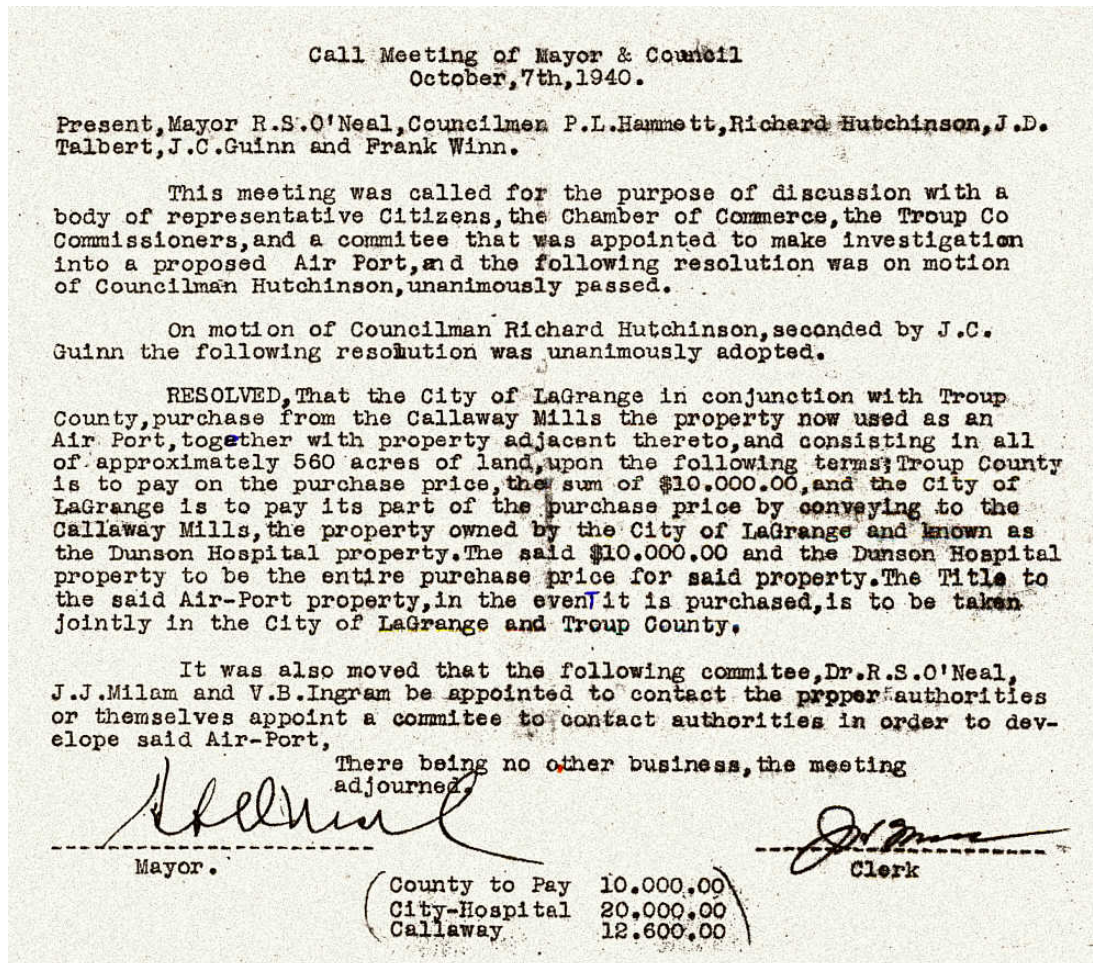 Call Meeting of Mayor & Council
October,7th,1940.
Present,Mayor R.S.O'Neal,Councilmen P.L.Hammett,Richard Hutchinson,J.D.
Talbert,J.C.Guinn and Frank Winn.
This meeting was called for the purpose of discussion with a
body of representative Citizens,the Chamber of Commerce,the Troup Co
Commissioners,and a commitee that was appointed to make investigation
into a proposed Air Port,and the following resolution was on motion
of Councilman Hutchinson,unanimously passed.
On motion of Councilman Richard Hutchinson,seconded by J.C.
Guinn the following resolution was unanimously adopted.
RESOLVED,That the City of LaGrange in conjunction with Troup
County,purchase from the Callaway Mills the property now used as an
Air Port,together with property adjacent thereto,and consisting in all
of approximately 560 acres of land,upon the following terms;Troup County
is to pay on the purchase price,the sum of $10.000.00,and the City of
LaGrange is to pay its part of the purchase price by conveying to the
Callaway Mills,the property owned by the City of LaGrange and known as
the Dunson Hospital property.The said $10.000.00 and the Dunson Hospital
property to be the entire purchase price for said property.The Title to
the said Air-Port property,in the evenT it is purchased,is to be taken
jointly in the City of LaGrange and Troup County.
It was also moved that the following commitee,Dr.R.S.O'Neal,
J.J.Milam and V.B.Ingram be appointed to contact the propper authorities
or themselves appoint a commitee to contact authorities in order to dev-
elope said Air-Port,
There being no other business,the meeting
adjourned.
Mayor.
Clerk
County to Pay 10.000.00
City-Hospital 20.000.00
Callaway 12.600.00